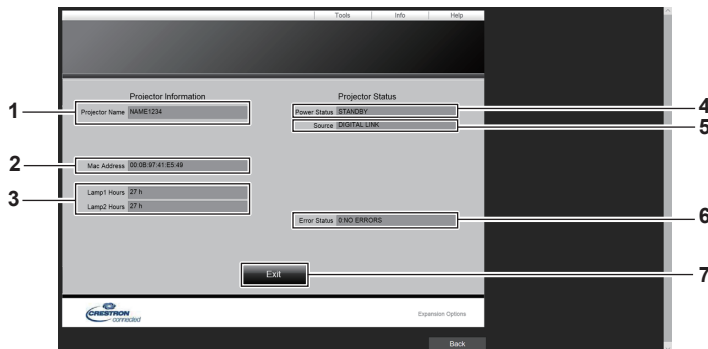 Tools Info Help
Projector Information Projector Status
1 Projector Name NAME1234 Power Status STANDBY 4
Source DIGITAL LINK 5
2 Mac Address 00:0B:97:41:E5:49
3 Lamp1 Hours 27 h
Lamp2 Hours 27 h
Error Status 0:NO ERRORS 6
Exit 7
CRESTRON
connected
Expansion Options
Back